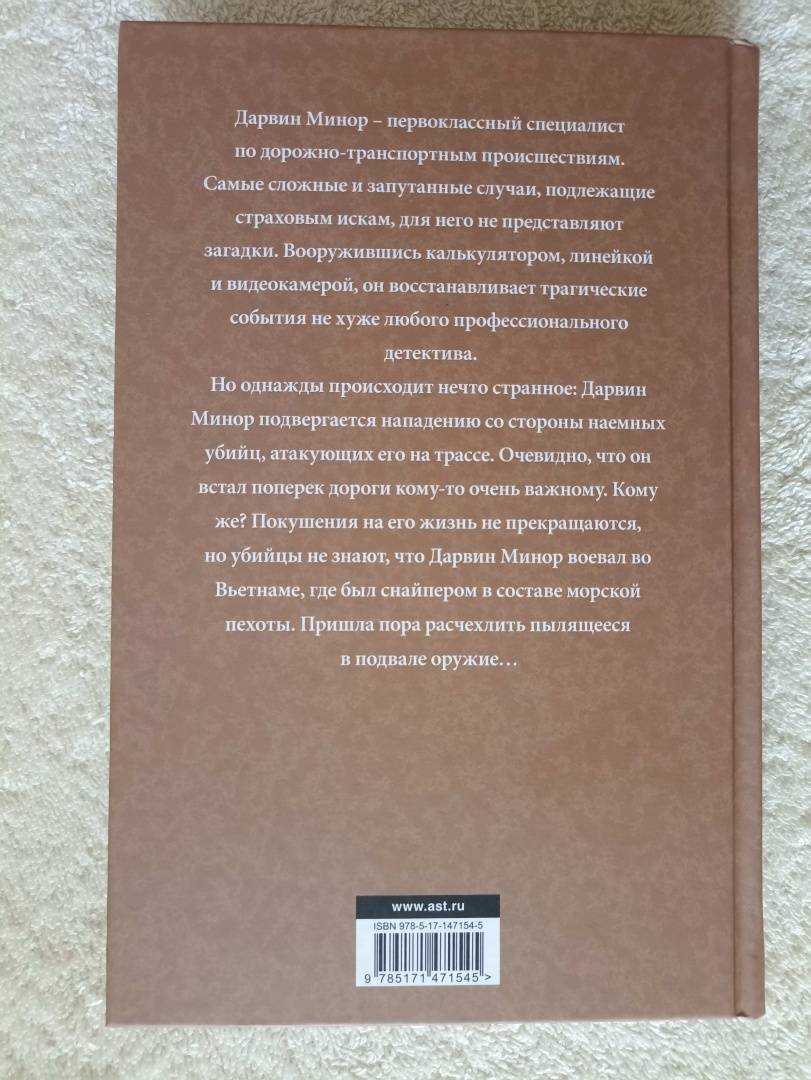 Дарвин Минор – первоклассный специалист
по дорожно-транспортным происшествиям.
Самые сложные и запутанные случаи, подлежащие
страховым искам, для него не представляют
загадки. Вооружившись калькулятором, линейкой
и видеокамерой, он восстанавливает трагические
события не хуже любого профессионального
детектива.
Но однажды происходит нечто странное: Дарвин
Минор подвергается нападению со стороны наемных
убийц, атакующих его на трассе. Очевидно, что он
встал поперек дороги кому-то очень важному. Кому
же? Покушения на его жизнь не прекращаются,
но убийцы не знают, что Дарвин Минор воевал во
Вьетнаме, где был снайпером в составе морской
пехоты. Пришла пора расчехлить пылящееся
в подвале оружие…
www.ast.ru
ISBN 978-5-17-147154-5
9 785171 471545 >